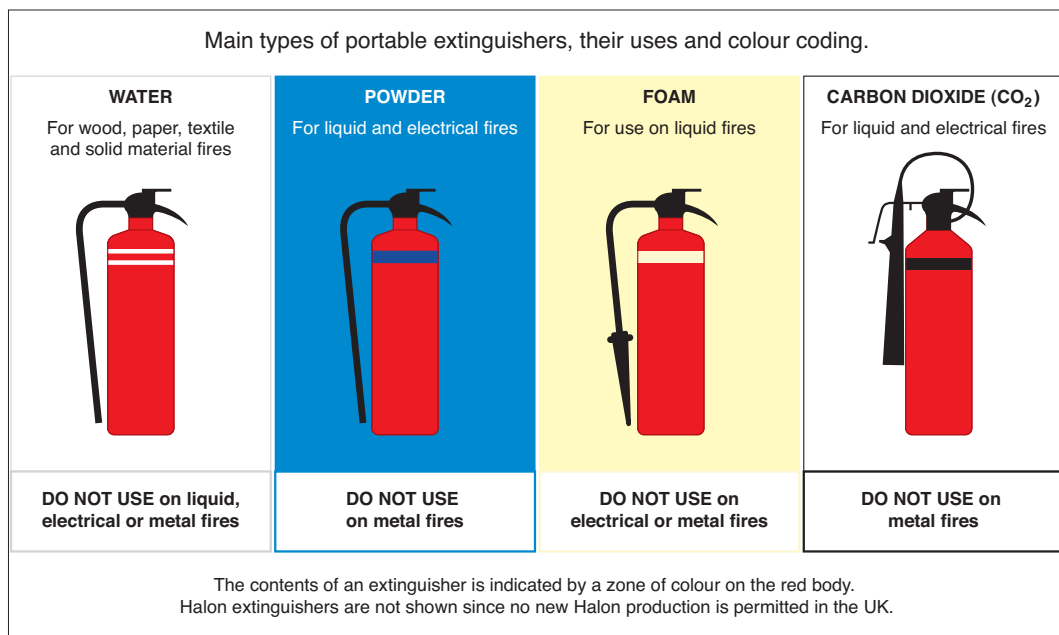 Main types of portable extinguishers, their uses and colour coding.
WATER
For wood, paper, textile
and solid material fires
DO NOT USE on liquid,
electrical or metal fires
POWDER
For liquid and electrical fires
DO NOT USE
on metal fires
FOAM
For use on liquid fires
DO NOT USE on
electrical or metal fires
CARBON DIOXIDE (CO₂)
For liquid and electrical fires
DO NOT USE on
metal fires
The contents of an extinguisher is indicated by a zone of colour on the red body.
Halon extinguishers are not shown since no new Halon production is permitted in the UK.